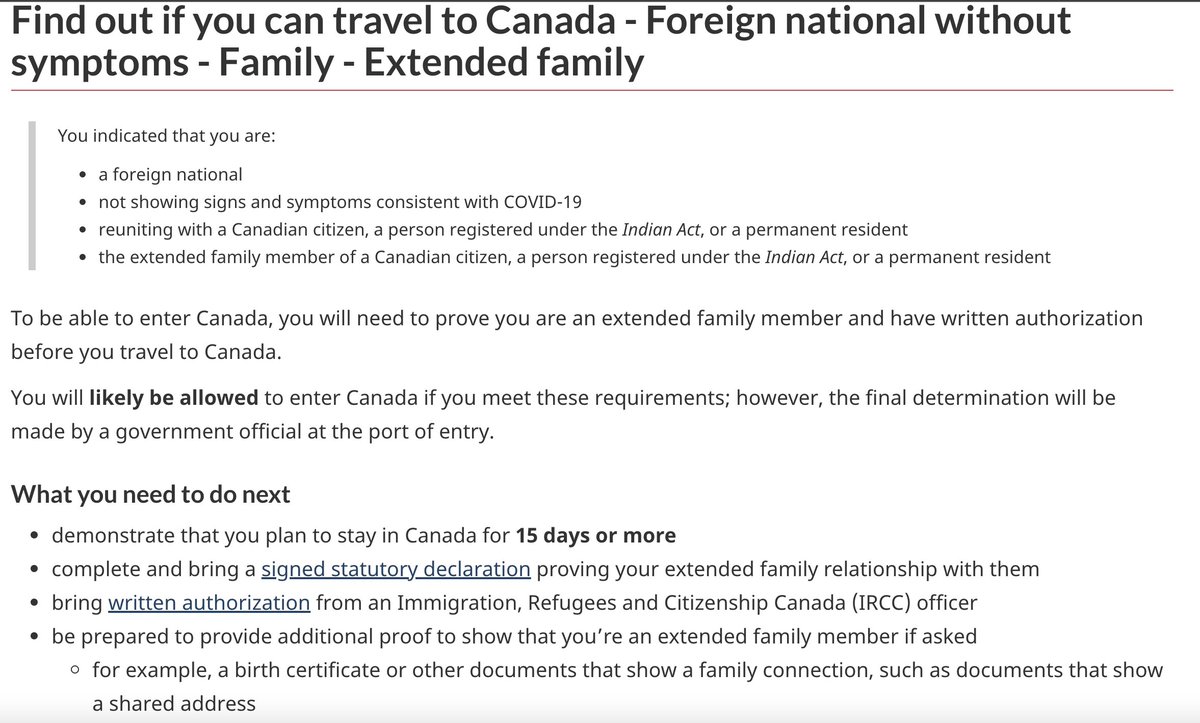 Find out if you can travel to Canada - Foreign national without
symptoms - Family - Extended family
You indicated that you are:
• a foreign national
• not showing signs and symptoms consistent with COVID-19
• reuniting with a Canadian citizen, a person registered under the Indian Act, or a permanent resident
• the extended family member of a Canadian citizen, a person registered under the Indian Act, or a permanent resident
To be able to enter Canada, you will need to prove you are an extended family member and have written authorization
before you travel to Canada.
You will likely be allowed to enter Canada if you meet these requirements; however, the final determination will be
made by a government official at the port of entry.
What you need to do next
• demonstrate that you plan to stay in Canada for 15 days or more
• complete and bring a signed statutory declaration proving your extended family relationship with them
• bring written authorization from an Immigration, Refugees and Citizenship Canada (IRCC) officer
• be prepared to provide additional proof to show that you’re an extended family member if asked
○ for example, a birth certificate or other documents that show a family connection, such as documents that show
a shared address